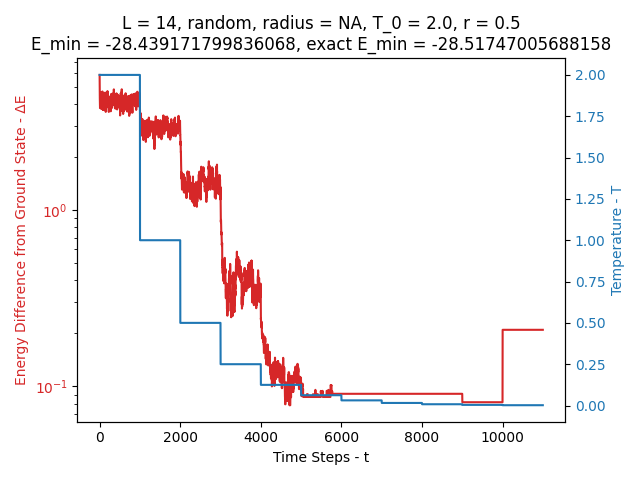 L = 14, random, radius = NA, T_0 = 2.0, r = 0.5
E_min = -28.439171799836068, exact E_min = -28.51747005688158
Energy Difference from Ground State - ΔE
10^0
10^{-1}
2.00
1.75
1.50
1.25
1.00
0.75
0.50
0.25
0.00
Temperature - T
0 2000 4000 6000 8000 10000
Time Steps - t